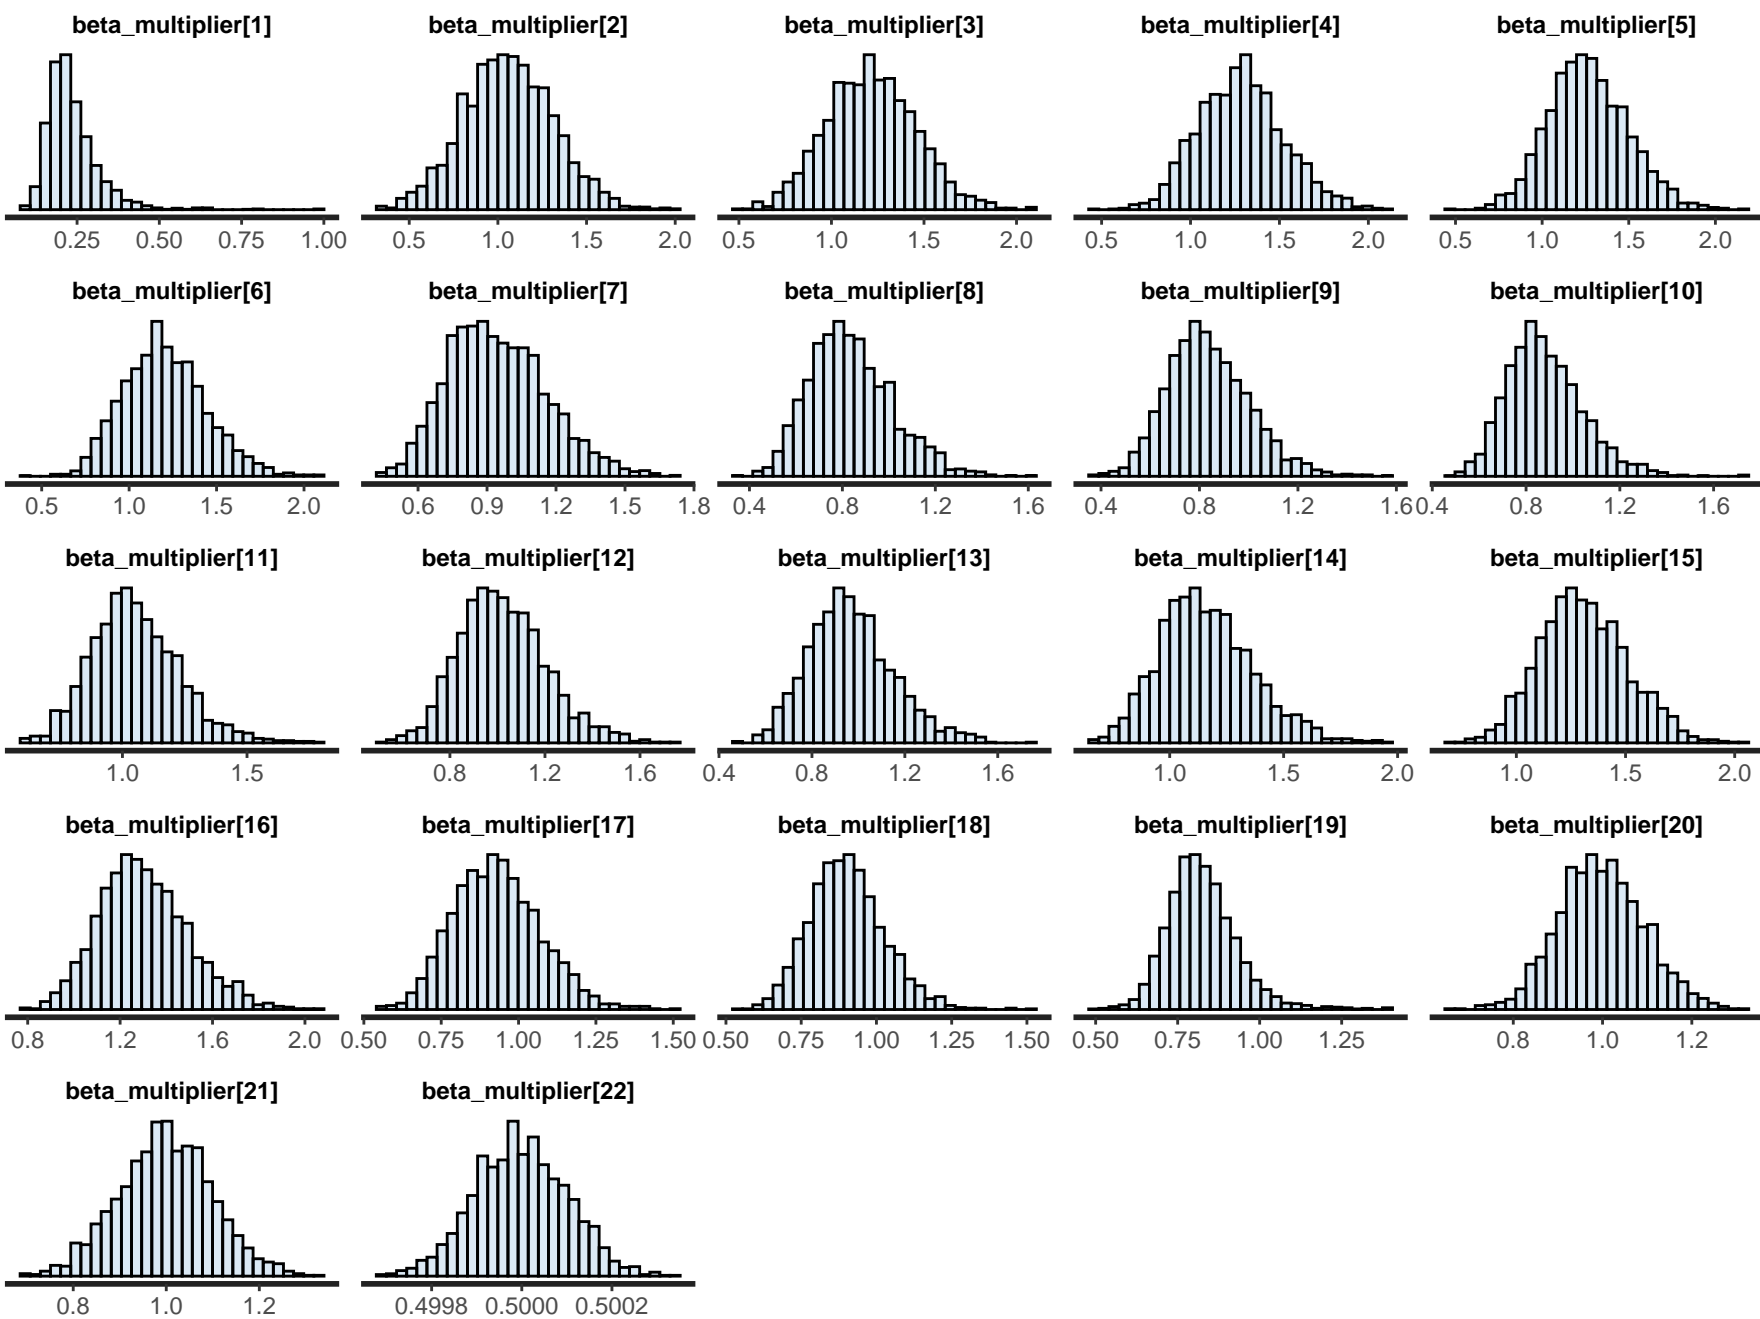 beta_multiplier[1] beta_multiplier[2] beta_multiplier[3] beta_multiplier[4] beta_multiplier[5]
0.25 0.50 0.75 1.00 0.5 1.0 1.5 2.0 0.5 1.0 1.5 2.0 0.5 1.0 1.5 2.0 0.5 1.0 1.5 2.0
beta_multiplier[6] beta_multiplier[7] beta_multiplier[8] beta_multiplier[9] beta_multiplier[10]
0.5 1.0 1.5 2.0 0.6 0.9 1.2 1.5 1.8 0.4 0.8 1.2 1.6 0.4 0.8 1.2 1.6 0.4 0.8 1.2 1.6
beta_multiplier[11] beta_multiplier[12] beta_multiplier[13] beta_multiplier[14] beta_multiplier[15]
1.0 1.5 0.8 1.2 1.6 0.4 0.8 1.2 1.6 1.0 1.5 2.0 1.0 1.5 2.0
beta_multiplier[16] beta_multiplier[17] beta_multiplier[18] beta_multiplier[19] beta_multiplier[20]
0.8 1.2 1.6 2.0 0.50 0.75 1.00 1.25 1.50 0.50 0.75 1.00 1.25 1.50 0.50 0.75 1.00 1.25 0.8 1.0 1.2
beta_multiplier[21] beta_multiplier[22]
0.8 1.0 1.2 0.4998 0.5000 0.5002